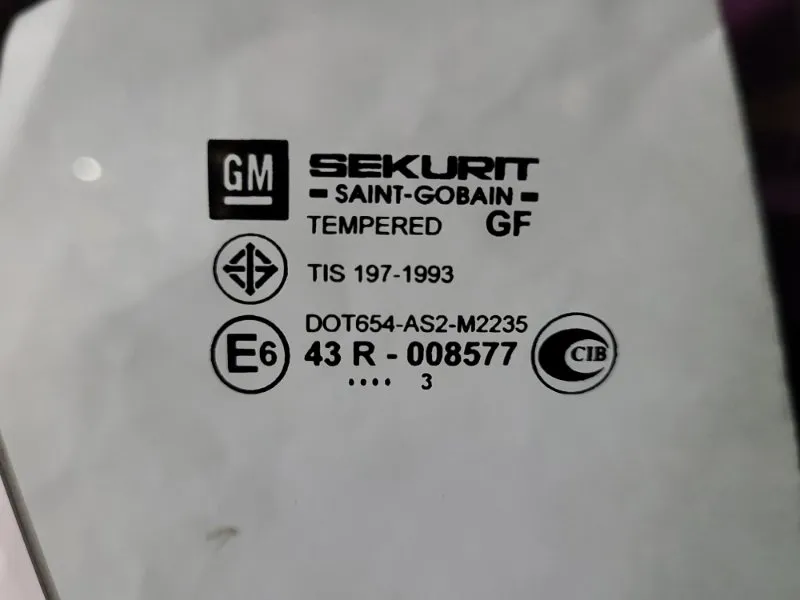 GM SEKURIT
SAINT-GOBAIN
TEMPERED GF
TIS 197-1993
DOT654-AS2-M2235
E6 43 R - 008577 CIB
.... 3